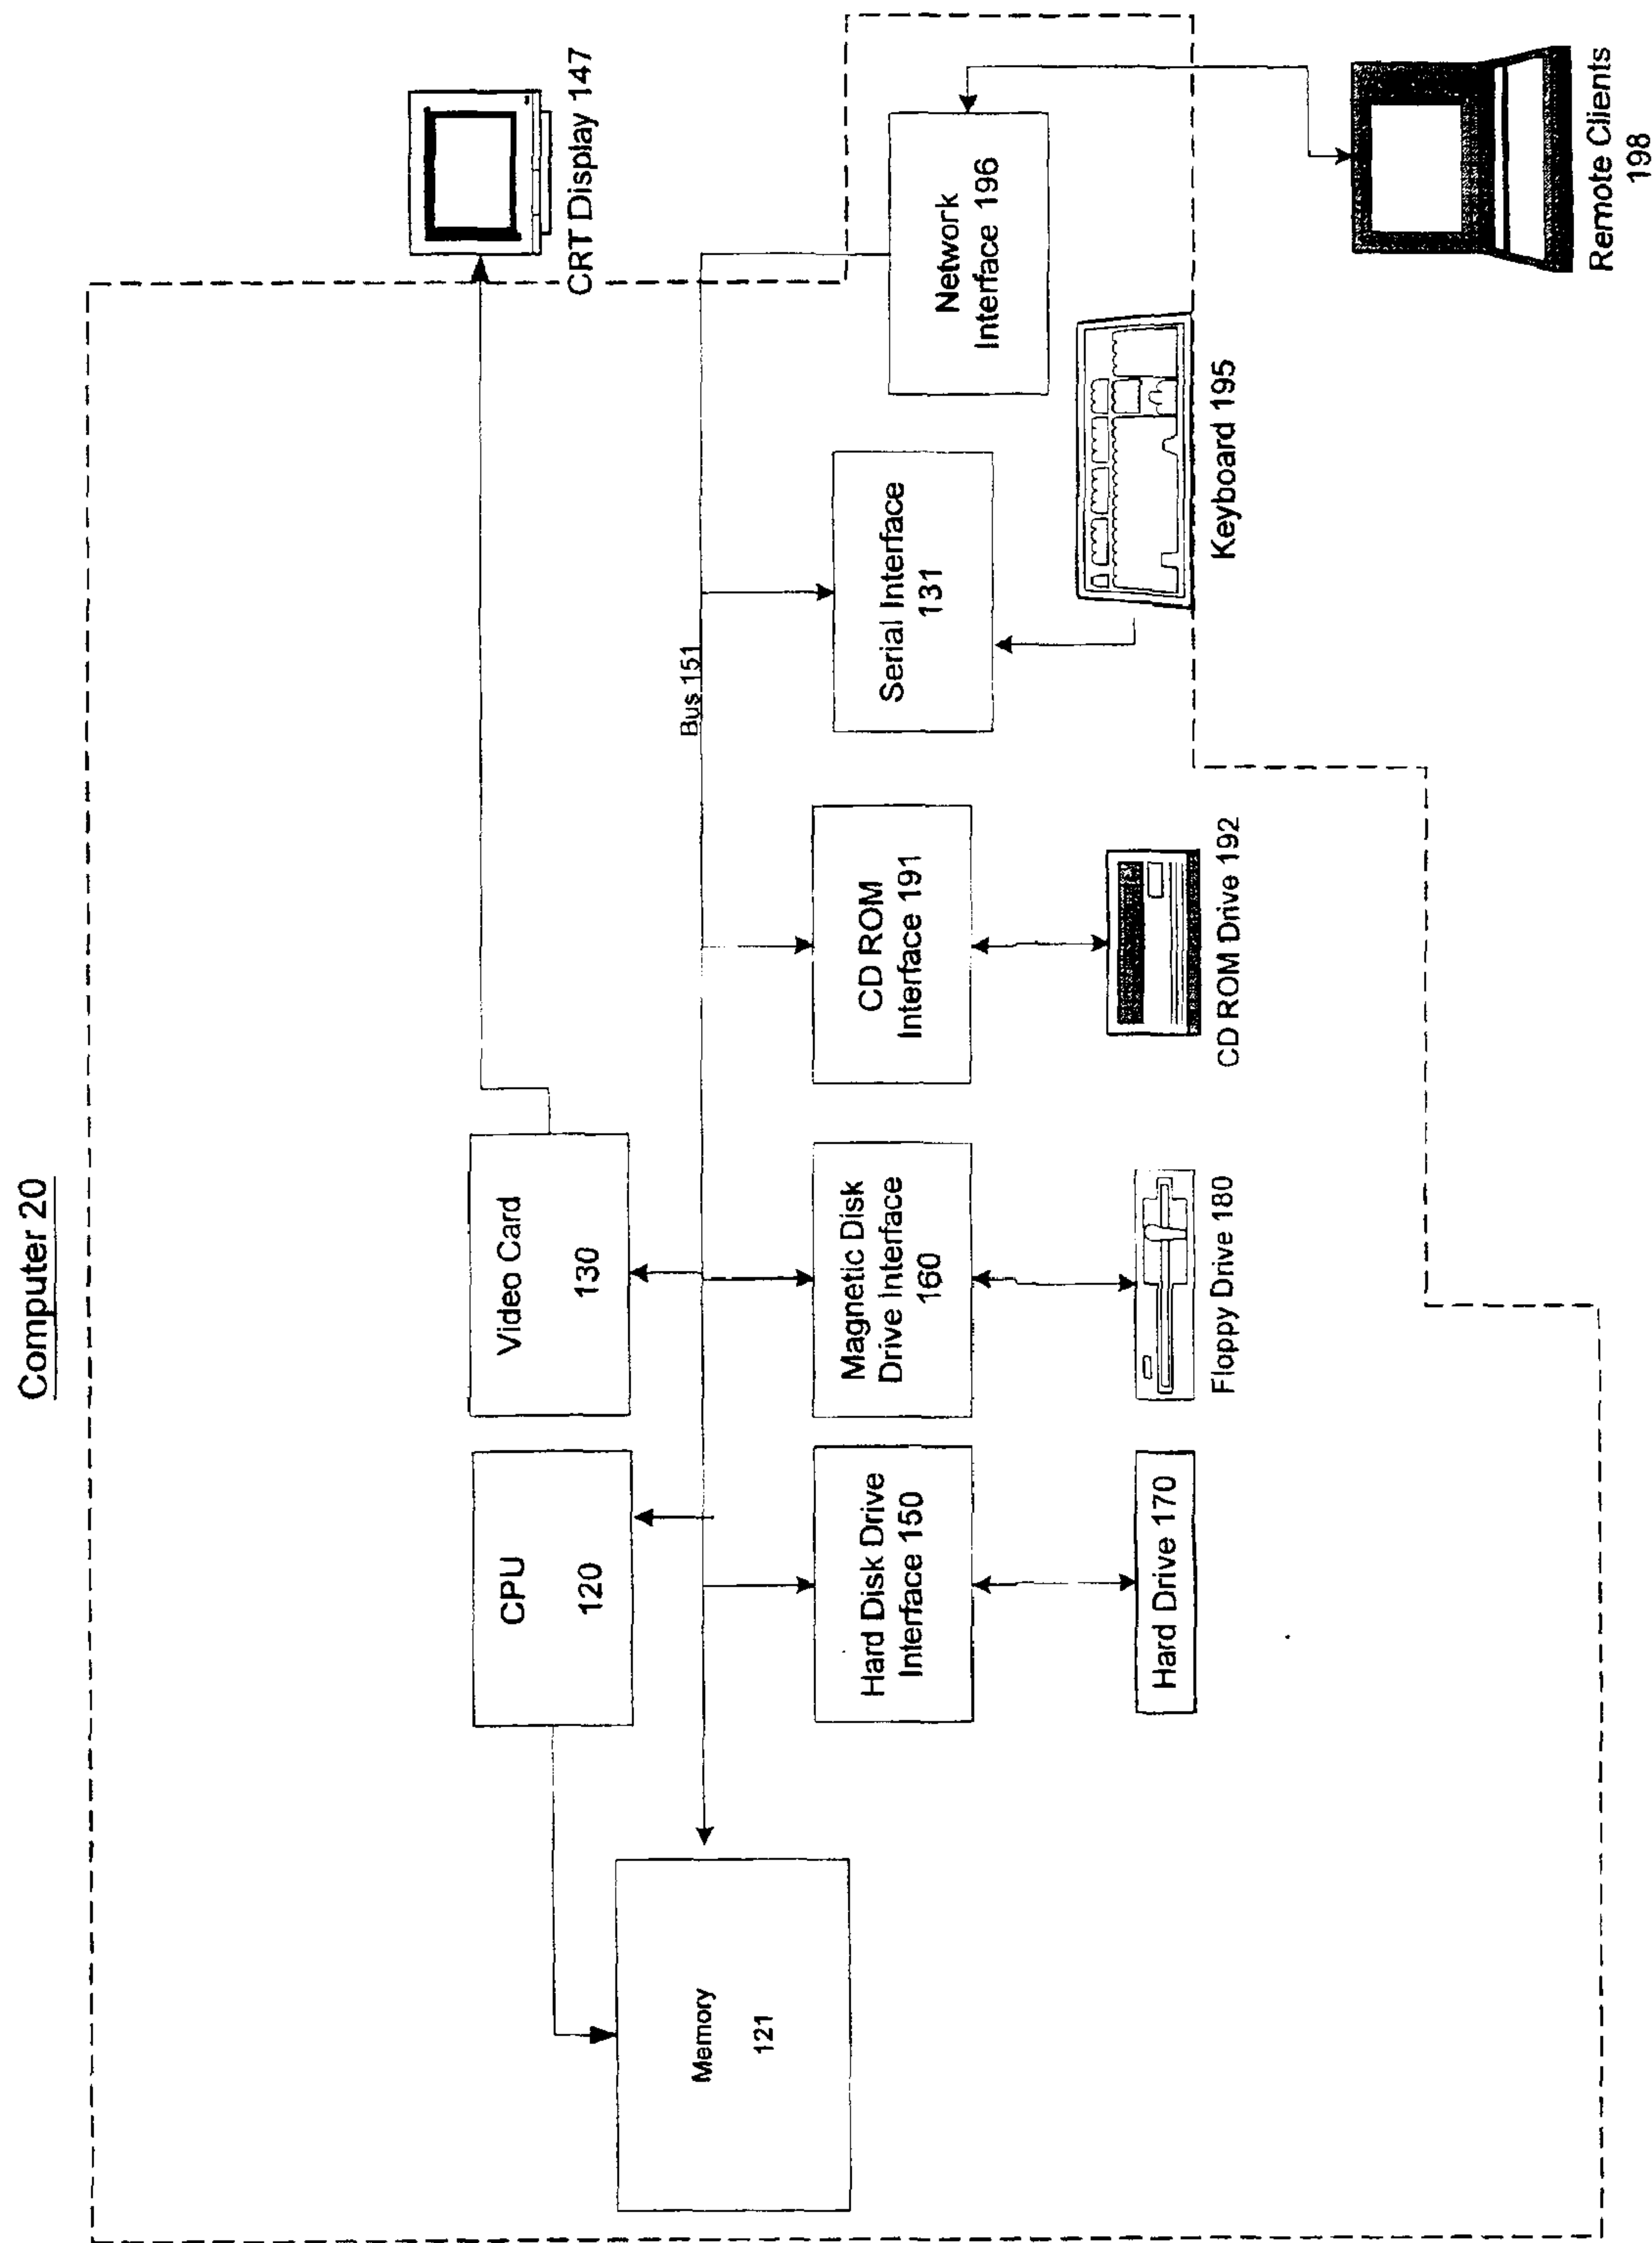 Computer 20
CPU
120
Video Card
130
CRT Display 147
Memory
121
Bus 151
Hard Disk Drive
Interface 150
Magnetic Disk
Drive Interface
160
CD ROM
Interface 191
Serial Interface
131
Network
Interface 196
Hard Drive 170
Floppy Drive 180
CD ROM Drive 192
Keyboard 195
Remote Clients
198